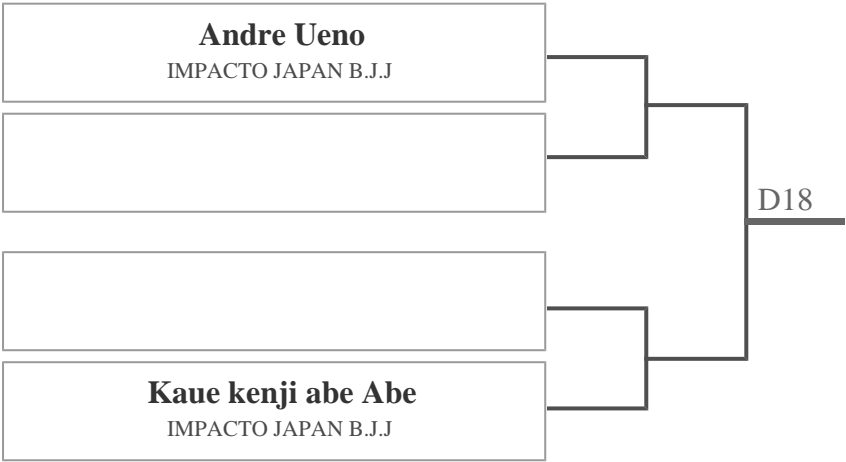 Andre Ueno
IMPACTO JAPAN B.J.J
D18
Kaue kenji abe Abe
IMPACTO JAPAN B.J.J